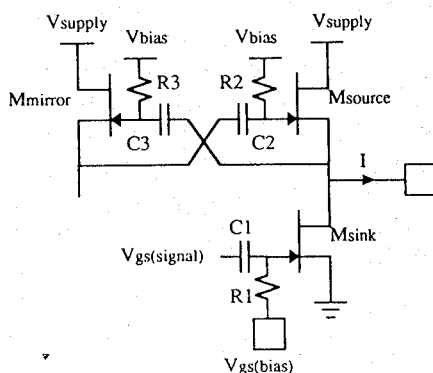 Vsupply
Vsupply
Vbias
Vbias
R3
R2
Mmirror
Msource
C3
C2
I
C1
Msink
Vgs(signal)
R1
Vgs(bias)